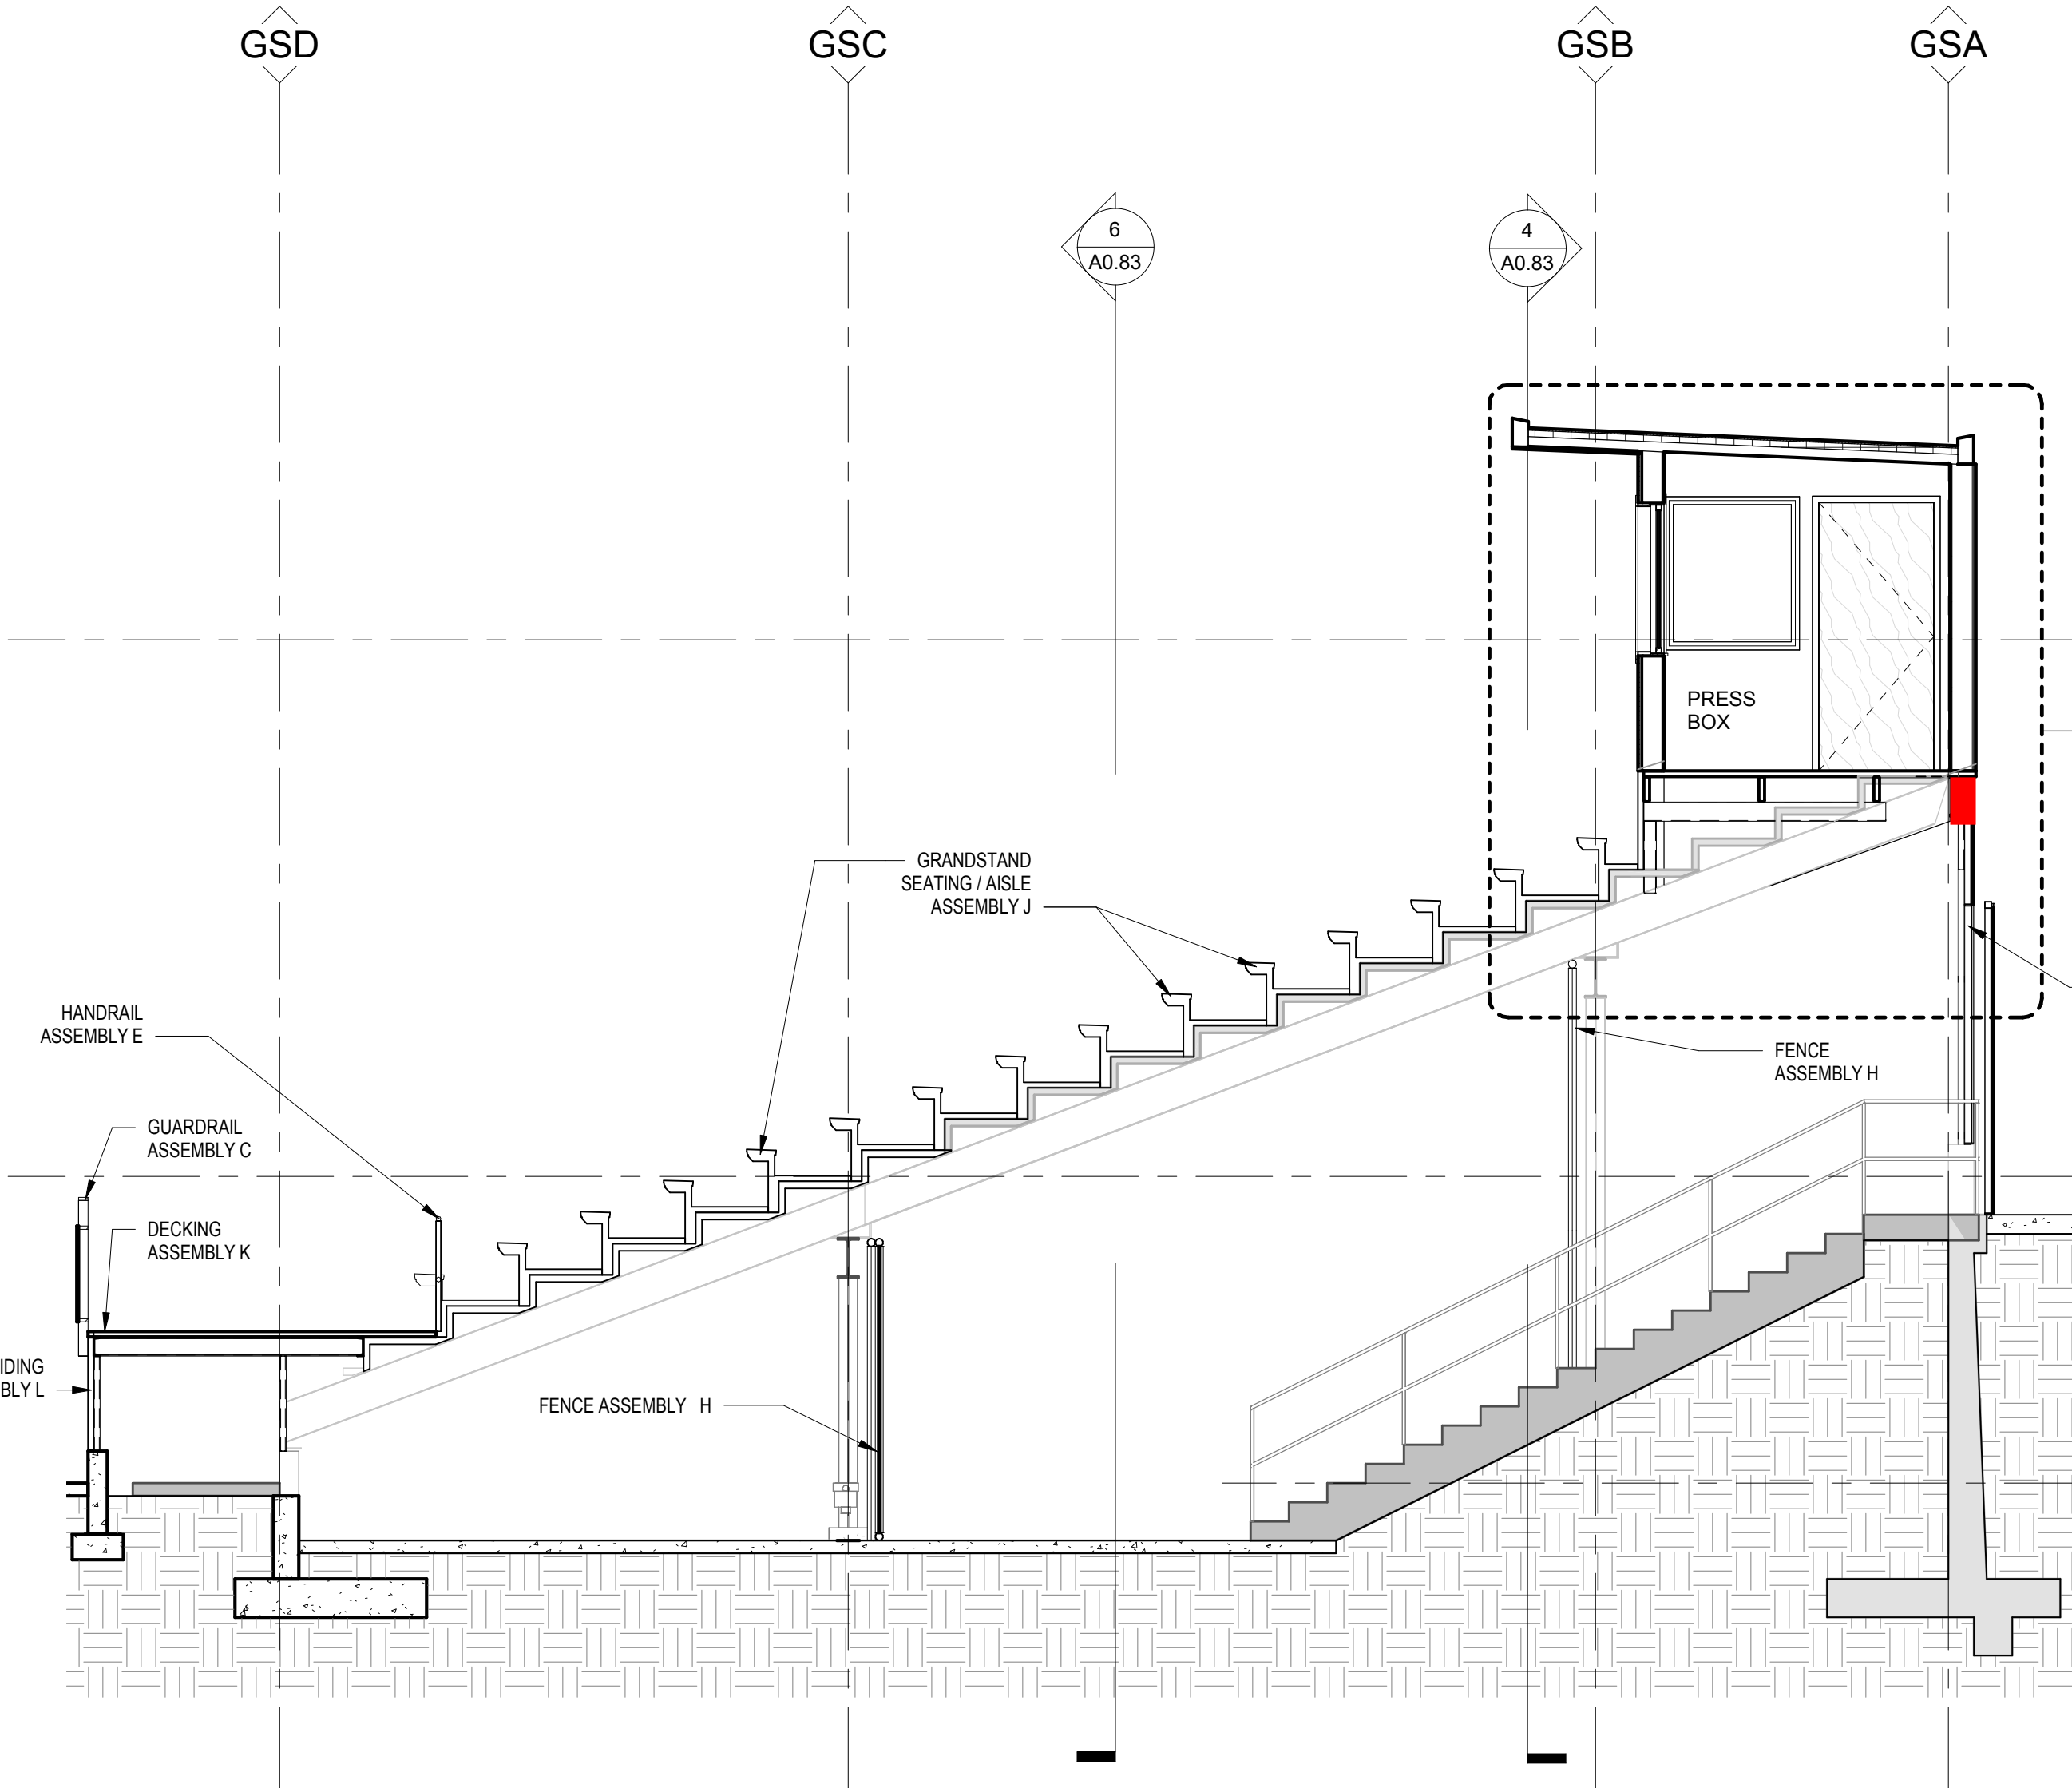 GSD
GSC
GSB
GSA
6
A0.83
4
A0.83
PRESS
BOX
GRANDSTAND
SEATING / AISLE
ASSEMBLY J
HANDRAIL
ASSEMBLY E
FENCE
ASSEMBLY H
GUARDRAIL
ASSEMBLY C
DECKING
ASSEMBLY K
IDING
BLY L
FENCE ASSEMBLY H